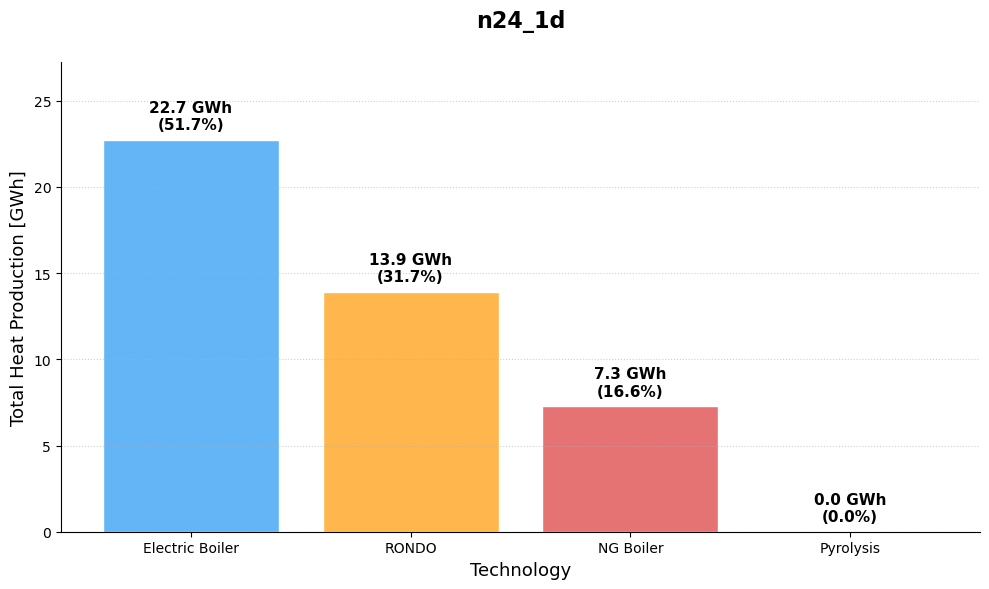 n24_1d
Total Heat Production [GWh]
25
20
15
10
5
0
22.7 GWh
(51.7%)
13.9 GWh
(31.7%)
7.3 GWh
(16.6%)
0.0 GWh
(0.0%)
Electric Boiler
RONDO
NG Boiler
Pyrolysis
Technology